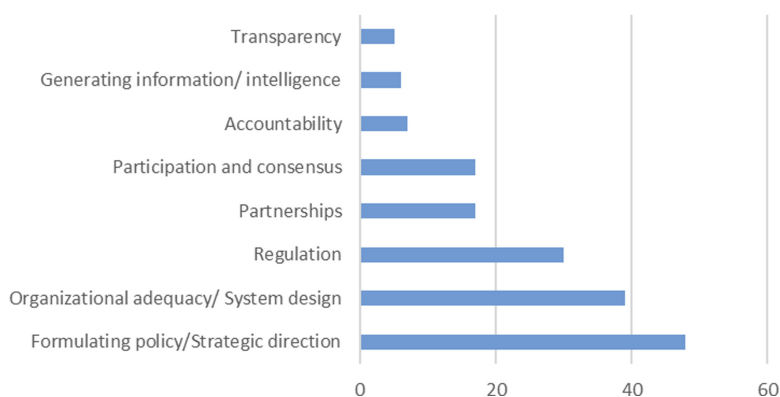 Transparency
Generating information/ intelligence
Accountability
Participation and consensus
Partnerships
Regulation
Organizational adequacy/ System design
Formulating policy/Strategic direction
0 20 40 60